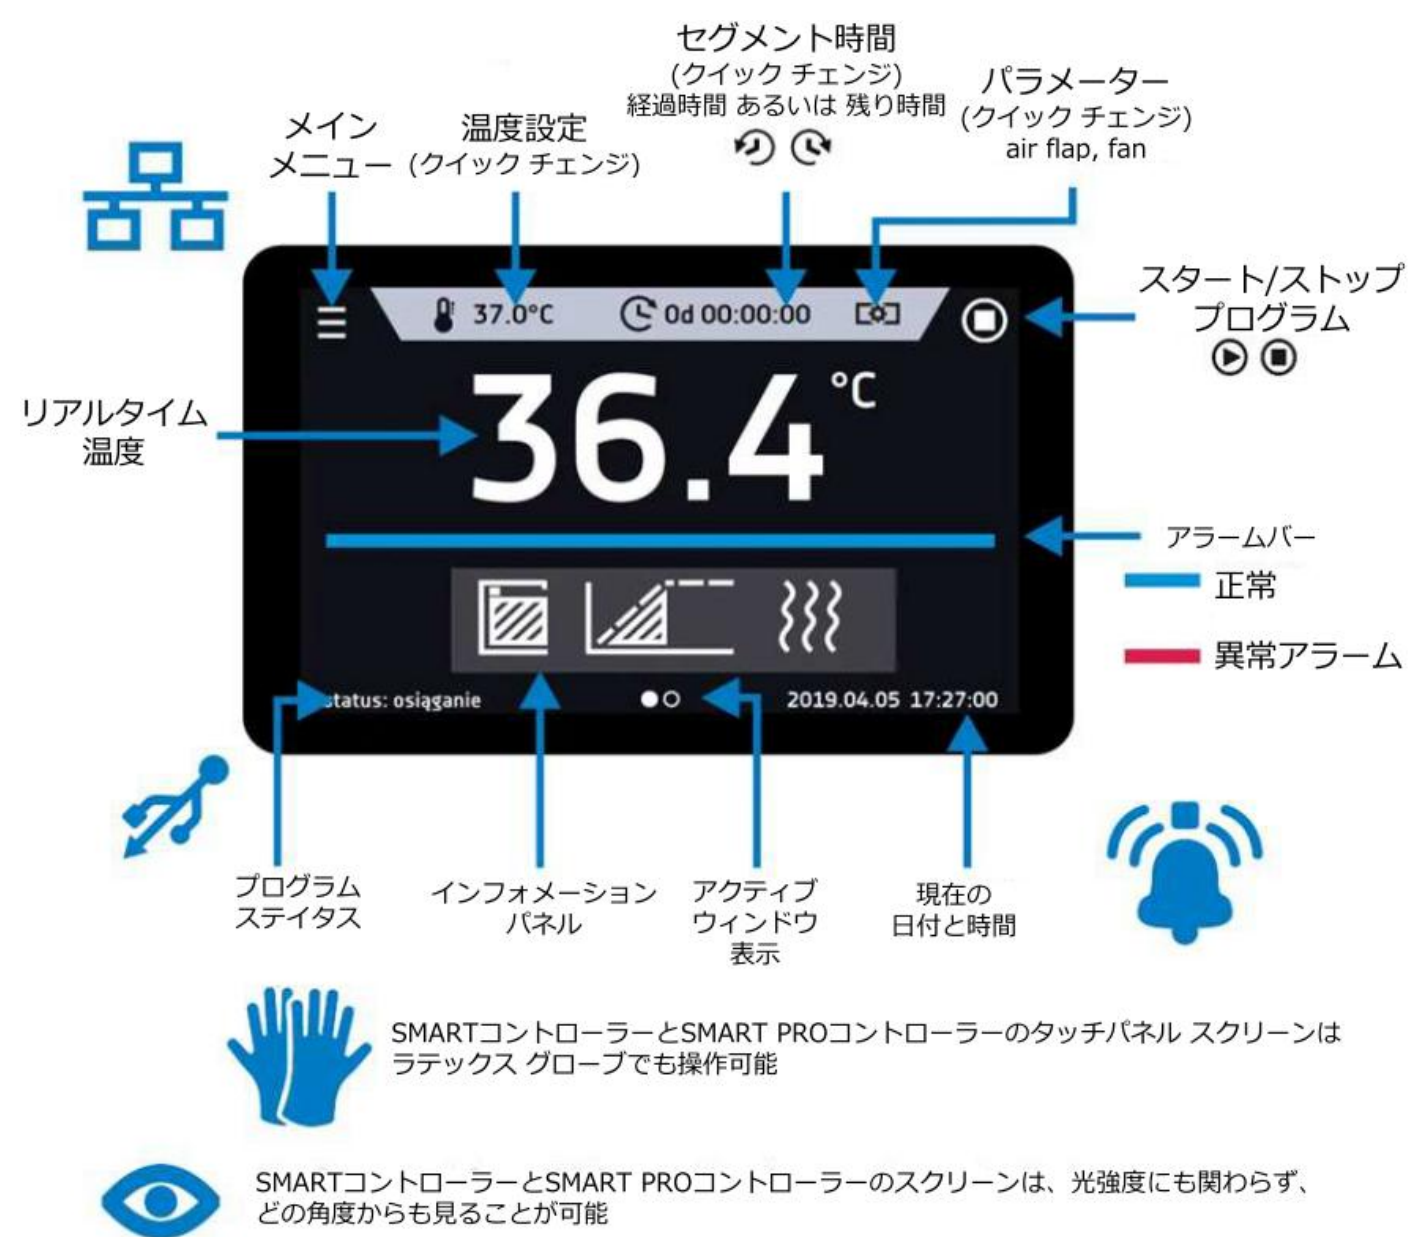 セグメント時間
(クイック チェンジ)
経過時間 あるいは 残り時間
パラメーター
(クイック チェンジ)
air flap, fan
メイン
メニュー
温度設定
(クイック チェンジ)
スタート/ストップ
プログラム
37.0°C
0d 00:00:00
36.4 °C
リアルタイム
温度
アラームバー
正常
異常アラーム
status: osiąganie
2019.04.05 17:27:00
プログラム
ステイタス
インフォメーション
パネル
アクティブ
ウィンドウ
表示
現在の
日付と時間
SMARTコントローラーとSMART PROコントローラーのタッチパネル スクリーンは
ラテックス グローブでも操作可能
SMARTコントローラーとSMART PROコントローラーのスクリーンは、光強度にも関わらず、
どの角度からも見ることが可能